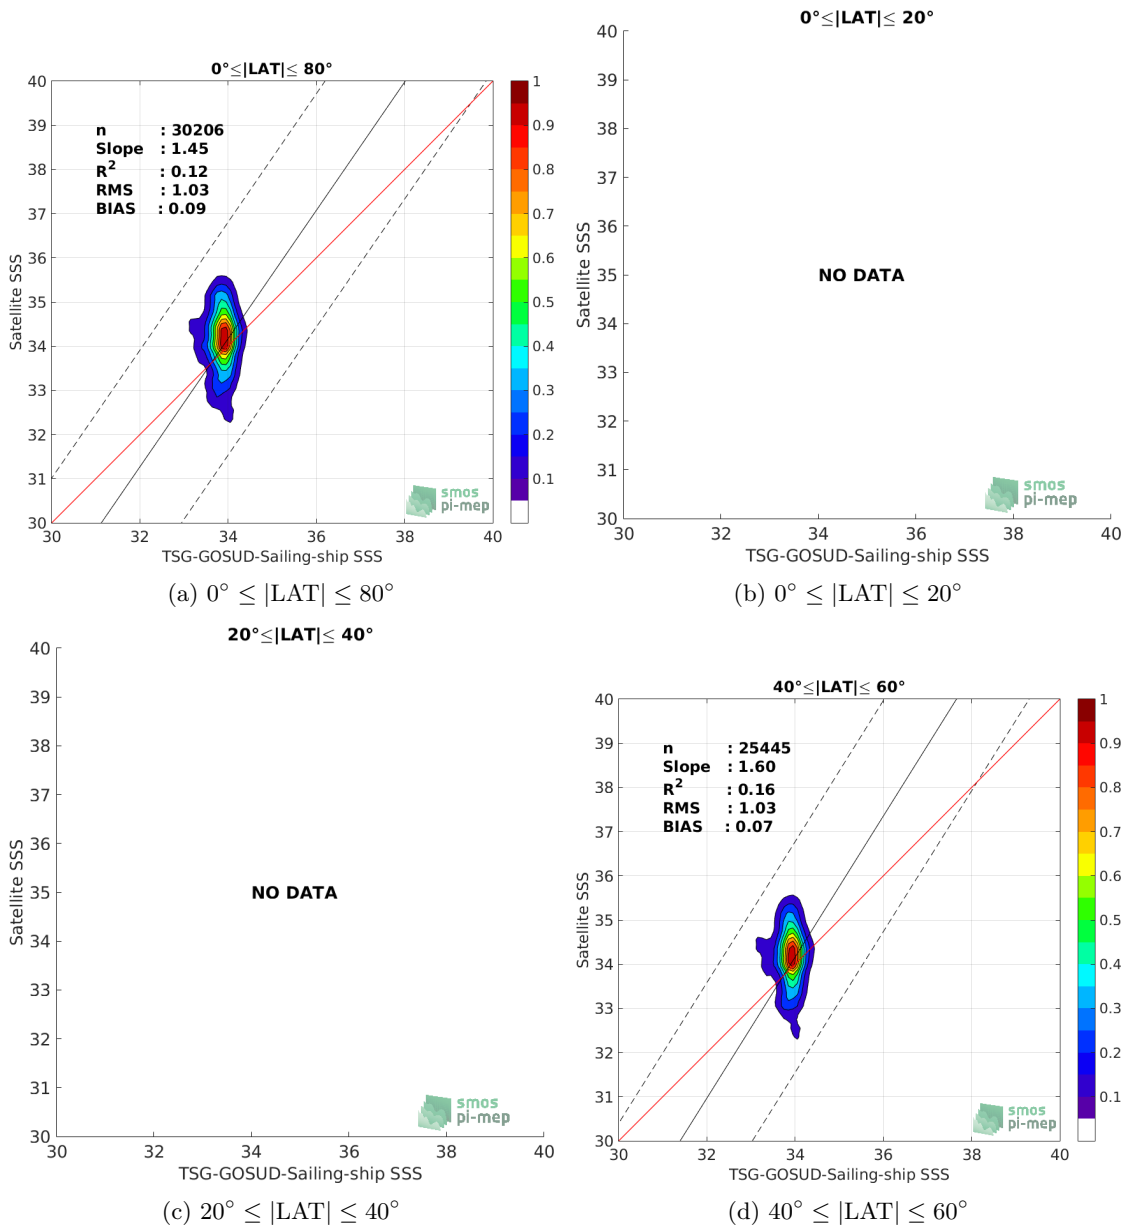 0°≤|LAT|≤ 80°
40
39
38
37
36
35
34
33
32
31
30
Satellite SSS
n : 30206
Slope : 1.45
R² : 0.12
RMS : 1.03
BIAS : 0.09
smos
pi-mep
30 32 34 36 38 40
TSG-GOSUD-Sailing-ship SSS
1
0.9
0.8
0.7
0.6
0.5
0.4
0.3
0.2
0.1
(a) 0° ≤ |LAT| ≤ 80°
0°≤|LAT|≤ 20°
40
39
38
37
36
35
34
33
32
31
30
Satellite SSS
NO DATA
smos
pi-mep
30 32 34 36 38 40
TSG-GOSUD-Sailing-ship SSS
(b) 0° ≤ |LAT| ≤ 20°
20°≤|LAT|≤ 40°
40
39
38
37
36
35
34
33
32
31
30
Satellite SSS
NO DATA
smos
pi-mep
30 32 34 36 38 40
TSG-GOSUD-Sailing-ship SSS
(c) 20° ≤ |LAT| ≤ 40°
40°≤|LAT|≤ 60°
40
39
38
37
36
35
34
33
32
31
30
Satellite SSS
n : 25445
Slope : 1.60
R² : 0.16
RMS : 1.03
BIAS : 0.07
smos
pi-mep
30 32 34 36 38 40
TSG-GOSUD-Sailing-ship SSS
1
0.9
0.8
0.7
0.6
0.5
0.4
0.3
0.2
0.1
(d) 40° ≤ |LAT| ≤ 60°